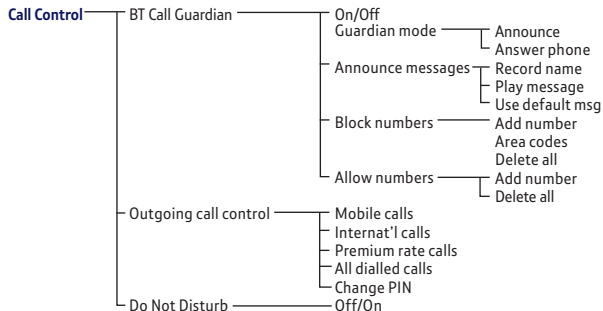 Call Control
BT Call Guardian
On/Off
Guardian mode
Announce
Answer phone
Announce messages
Record name
Play message
Use default msg
Block numbers
Add number
Area codes
Delete all
Allow numbers
Add number
Delete all
Outgoing call control
Mobile calls
Internat'l calls
Premium rate calls
All dialled calls
Change PIN
Do Not Disturb
Off/On